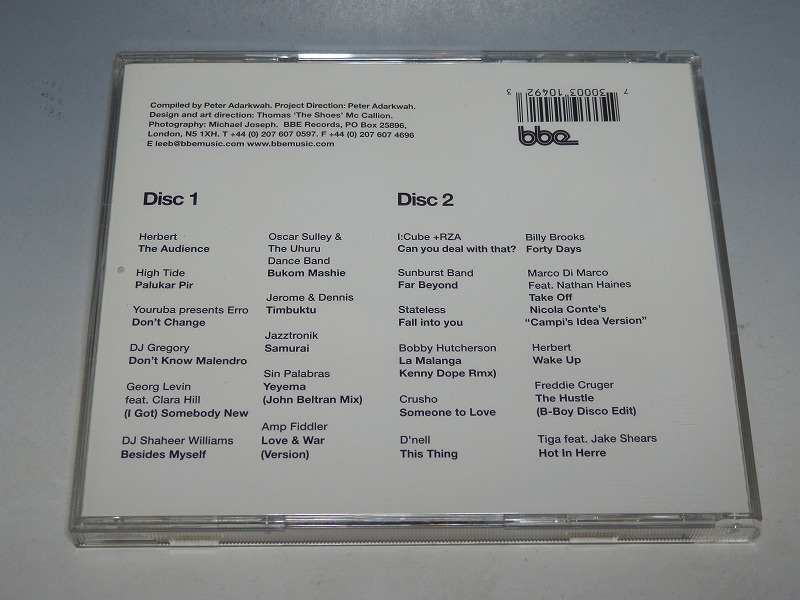 Compiled by Peter Adarkwah. Project Direction: Peter Adarkwah.
Design and art direction: Thomas 'The Shoes' Mc Callion.
Photography: Michael Joseph. BBE Records, PO Box 25896,
London, N5 1XH. T +44 (0) 207 607 0597. F +44 (0) 207 607 4696
E leeb@bbemusic.com www.bbemusic.com
7 30003 10492 3
bbe
Disc 1
Herbert
The Audience
High Tide
Palukar Pir
Youruba presents Erro
Don't Change
DJ Gregory
Don't Know Malendro
Georg Levin
feat. Clara Hill
(I Got) Somebody New
DJ Shaheer Williams
Besides Myself
Oscar Sulley &
The Uhuru
Dance Band
Bukom Mashie
Jerome & Dennis
Timbuktu
Jazztronik
Samurai
Sin Palabras
Yeyema
(John Beltran Mix)
Amp Fiddler
Love & War
(Version)
Disc 2
I:Cube +RZA
Can you deal with that?
Sunburst Band
Far Beyond
Stateless
Fall into you
Bobby Hutcherson
La Malanga
Kenny Dope Rmx)
Crusho
Someone to Love
D'nell
This Thing
Billy Brooks
Forty Days
Marco Di Marco
Feat. Nathan Haines
Take Off
Nicola Conte's
"Campi's Idea Version"
Herbert
Wake Up
Freddie Cruger
The Hustle
(B-Boy Disco Edit)
Tiga feat. Jake Shears
Hot In Herre